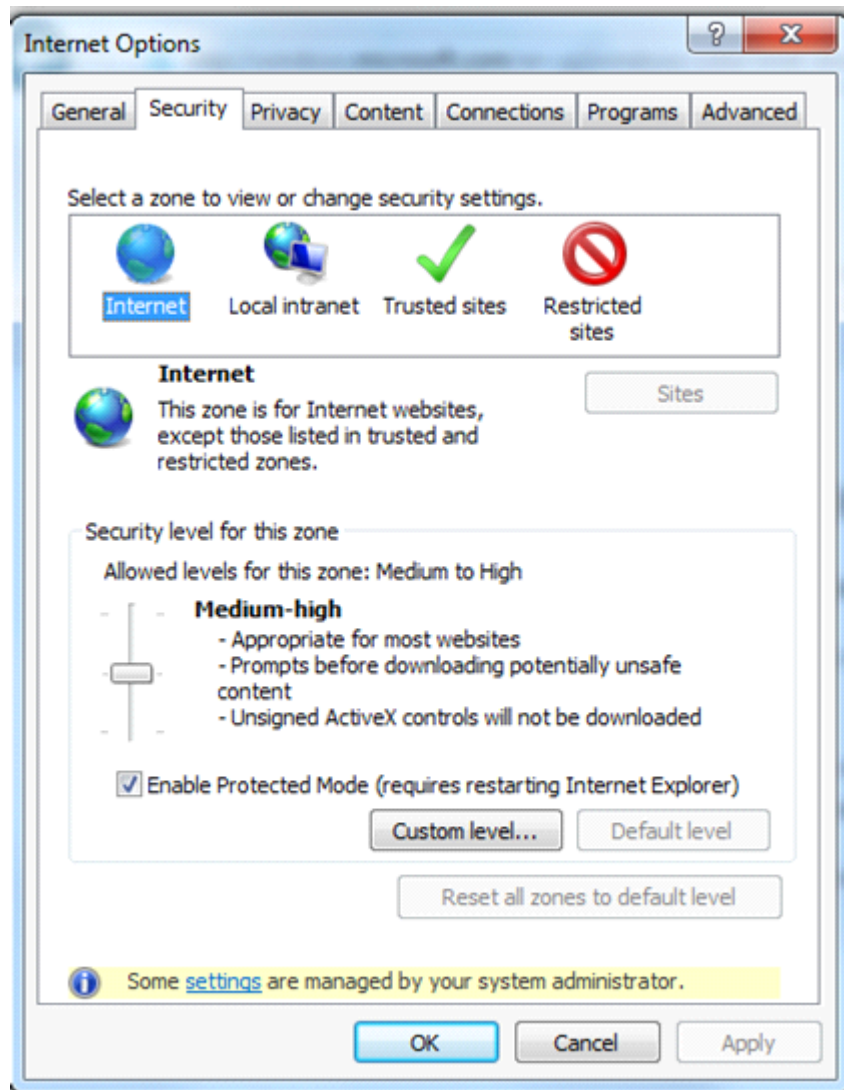 Internet Options
General Security Privacy Content Connections Programs Advanced
Select a zone to view or change security settings.
Internet Local intranet Trusted sites Restricted
sites
Internet
Sites
This zone is for Internet websites,
except those listed in trusted and
restricted zones.
Security level for this zone
Allowed levels for this zone: Medium to High
Medium-high
- Appropriate for most websites
- Prompts before downloading potentially unsafe
content
- Unsigned ActiveX controls will not be downloaded
Enable Protected Mode (requires restarting Internet Explorer)
Custom level... Default level
Reset all zones to default level
Some settings are managed by your system administrator.
OK Cancel Apply